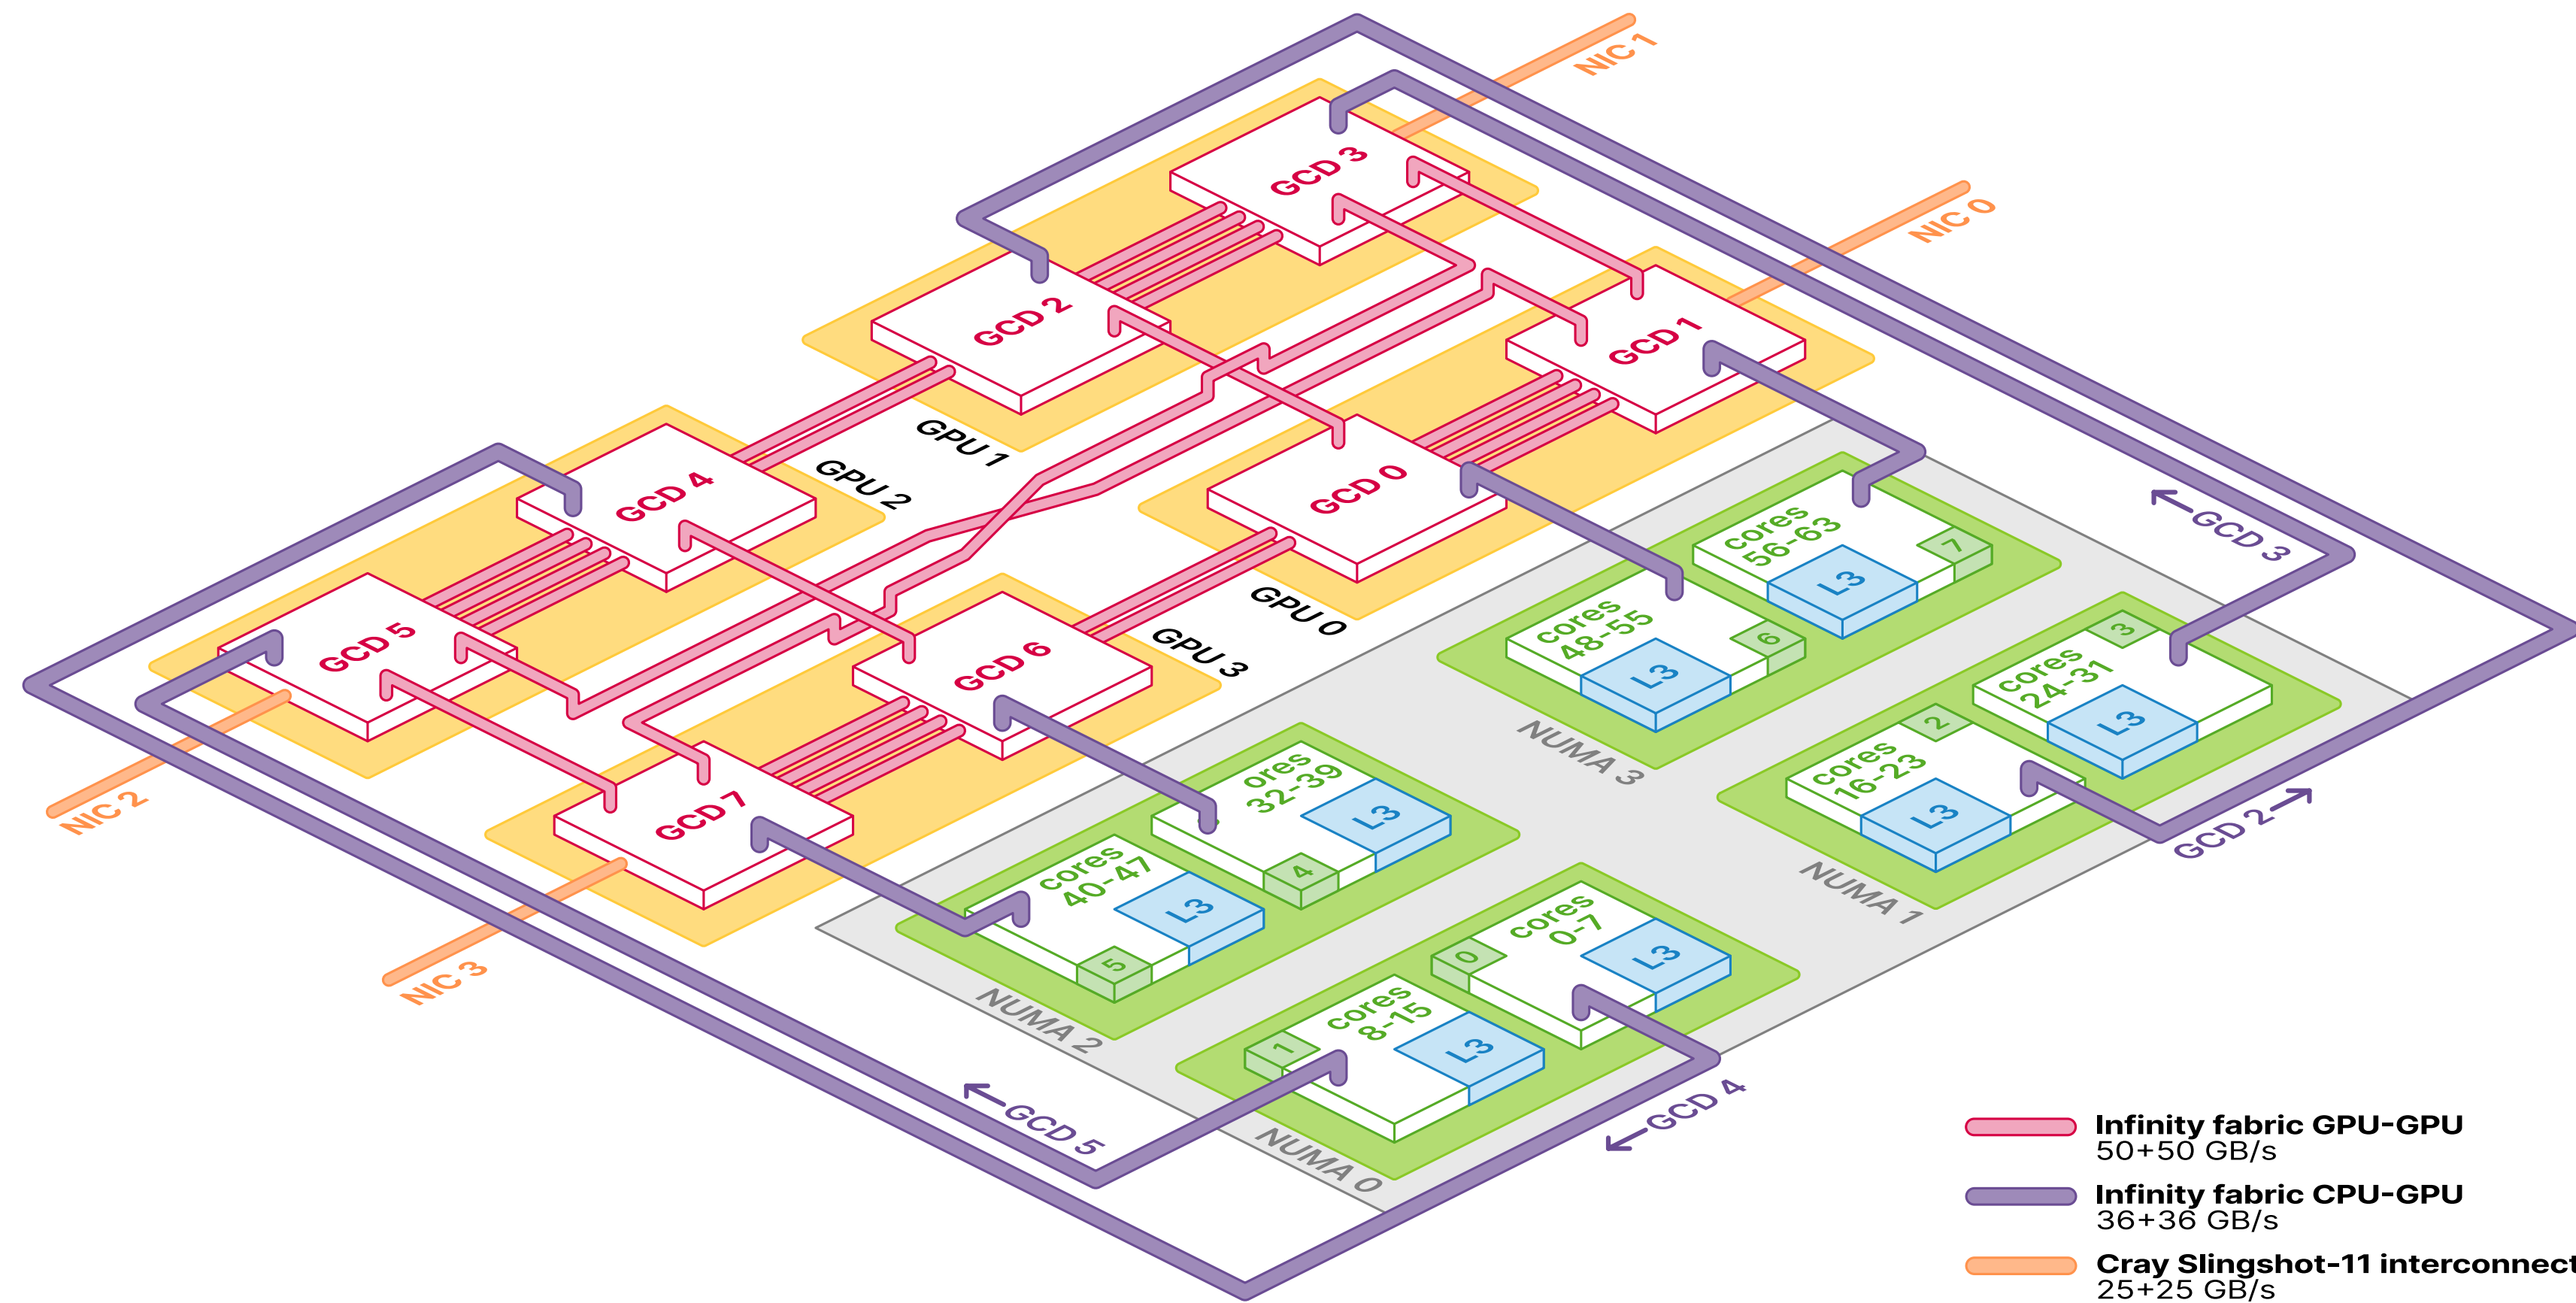 NIC 1
NIC 0
GCD 3
GCD 2
GCD 1
GCD 0
GPU 1
GPU 2
GCD 4
GCD 5
GCD 6
GCD 7
GPU 0
GPU 3
NIC 2
NIC 3
cores
56-63
7
L3
cores
48-55
6
L3
NUMA 3
←GCD 3
3
cores
24-31
L3
2
cores
16-23
L3
NUMA 1
GCD 2→
ores
32-39
L3
4
cores
40-47
L3
5
NUMA 2
cores
0-7
0
L3
cores
8-15
1
L3
NUMA 0
←GCD 5
←GCD 4
Infinity fabric GPU-GPU
50+50 GB/s
Infinity fabric CPU-GPU
36+36 GB/s
Cray Slingshot-11 interconnect
25+25 GB/s